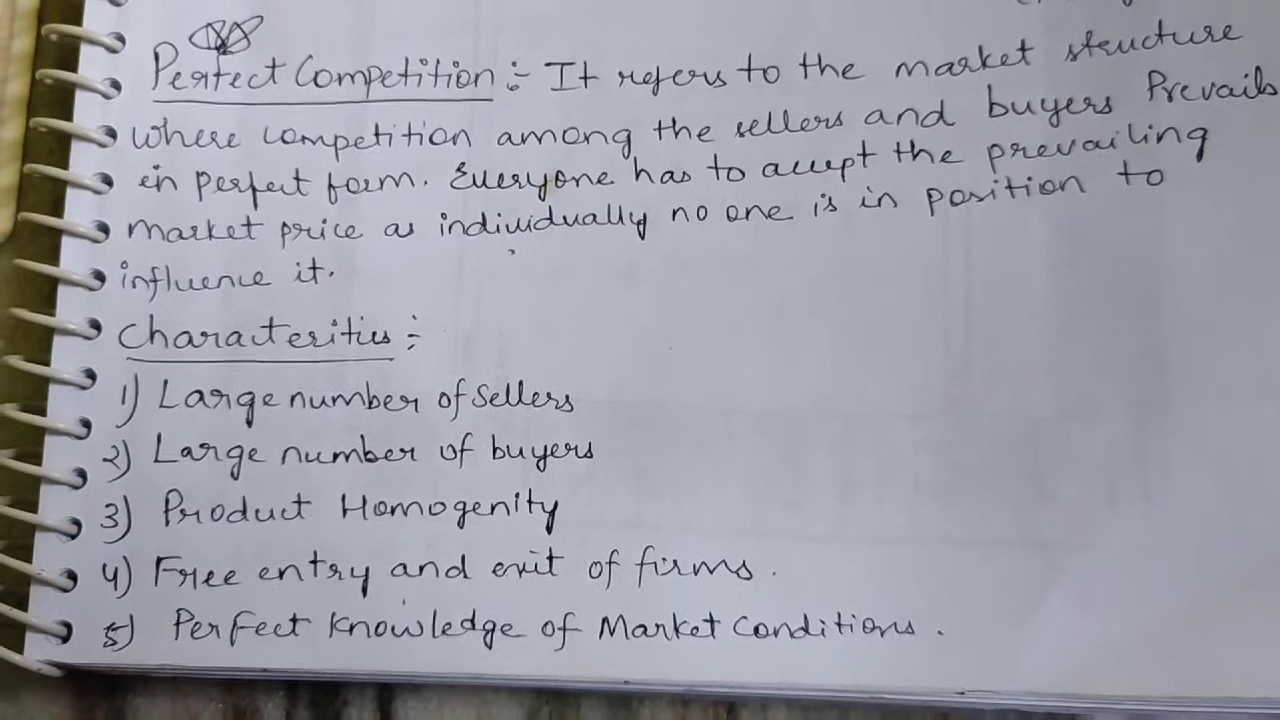 Perfect Competition :- It refers to the market structure
where competition among the sellers and buyers Prevails
in perfect form. Everyone has to accept the prevailing
market price as individually no one is in position to
influence it.
Characteritics :-
1) Large number of Sellers
2) Large number of buyers
3) Product Homogenity
4) Free entry and exit of firms.
5) Perfect Knowledge of Market Conditions.